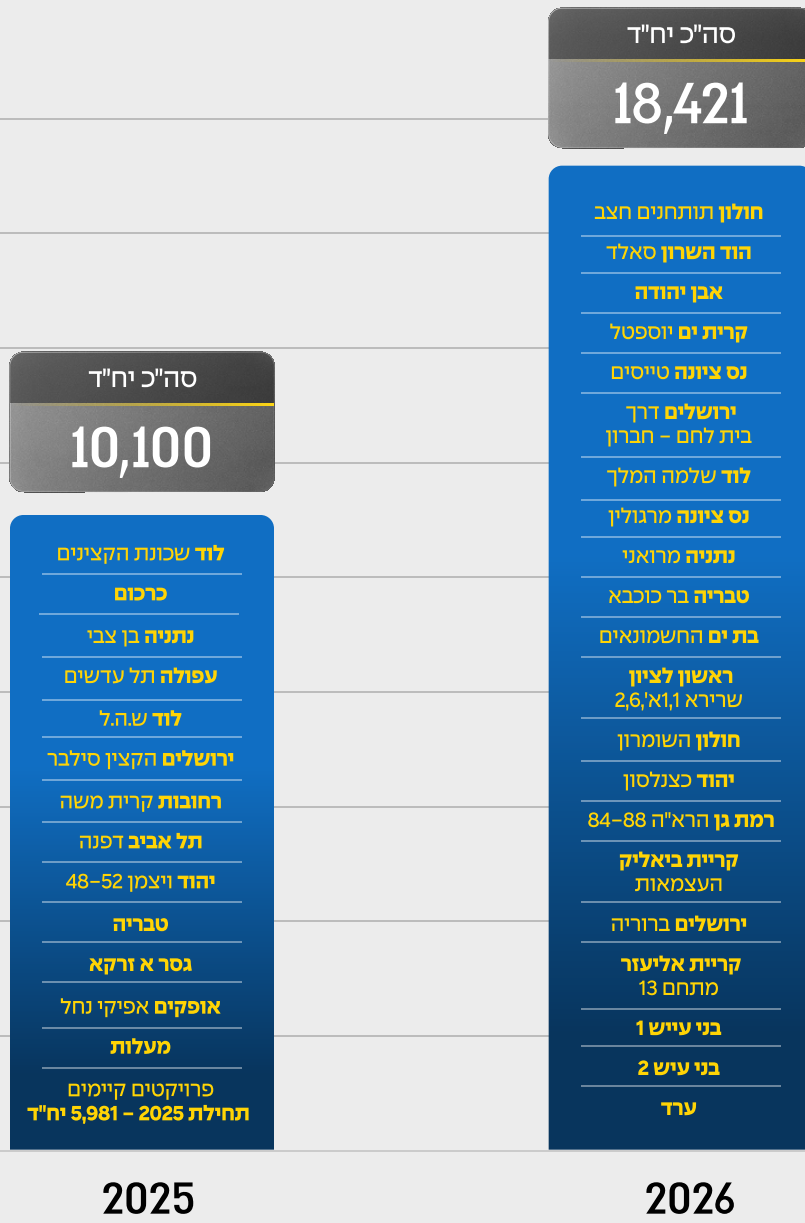 סה"כ יח"ד
18,421
חולון תותחנים חצב
הוד השרון סאלד
אבן יהודה
קרית ים יוספטל
נס ציונה טייסים
ירושלים דרך
בית לחם – חברון
לוד שלמה המלך
נס ציונה מרגולין
נתניה מרואני
טבריה בר כוכבא
בת ים החשמונאים
ראשון לציון
שרירא 1,1א',2,6
חולון השומרון
יהוד כצנלסון
רמת גן הרא"ה 84–88
קריית ביאליק
העצמאות
ירושלים ברוריה
קריית אליעזר
מתחם 13
בני עייש 1
בני עיש 2
ערד
2026
סה"כ יח"ד
10,100
לוד שכונת הקצינים
כרכום
נתניה בן צבי
עפולה תל עדשים
לוד ש.ה.ל
ירושלים הקצין סילבר
רחובות קרית משה
תל אביב דפנה
יהוד ויצמן 48–52
טבריה
גסר א זרקא
אופקים אפיקי נחל
מעלות
פרויקטים קיימים
תחילת 2025 – 5,981 יח"ד
2025